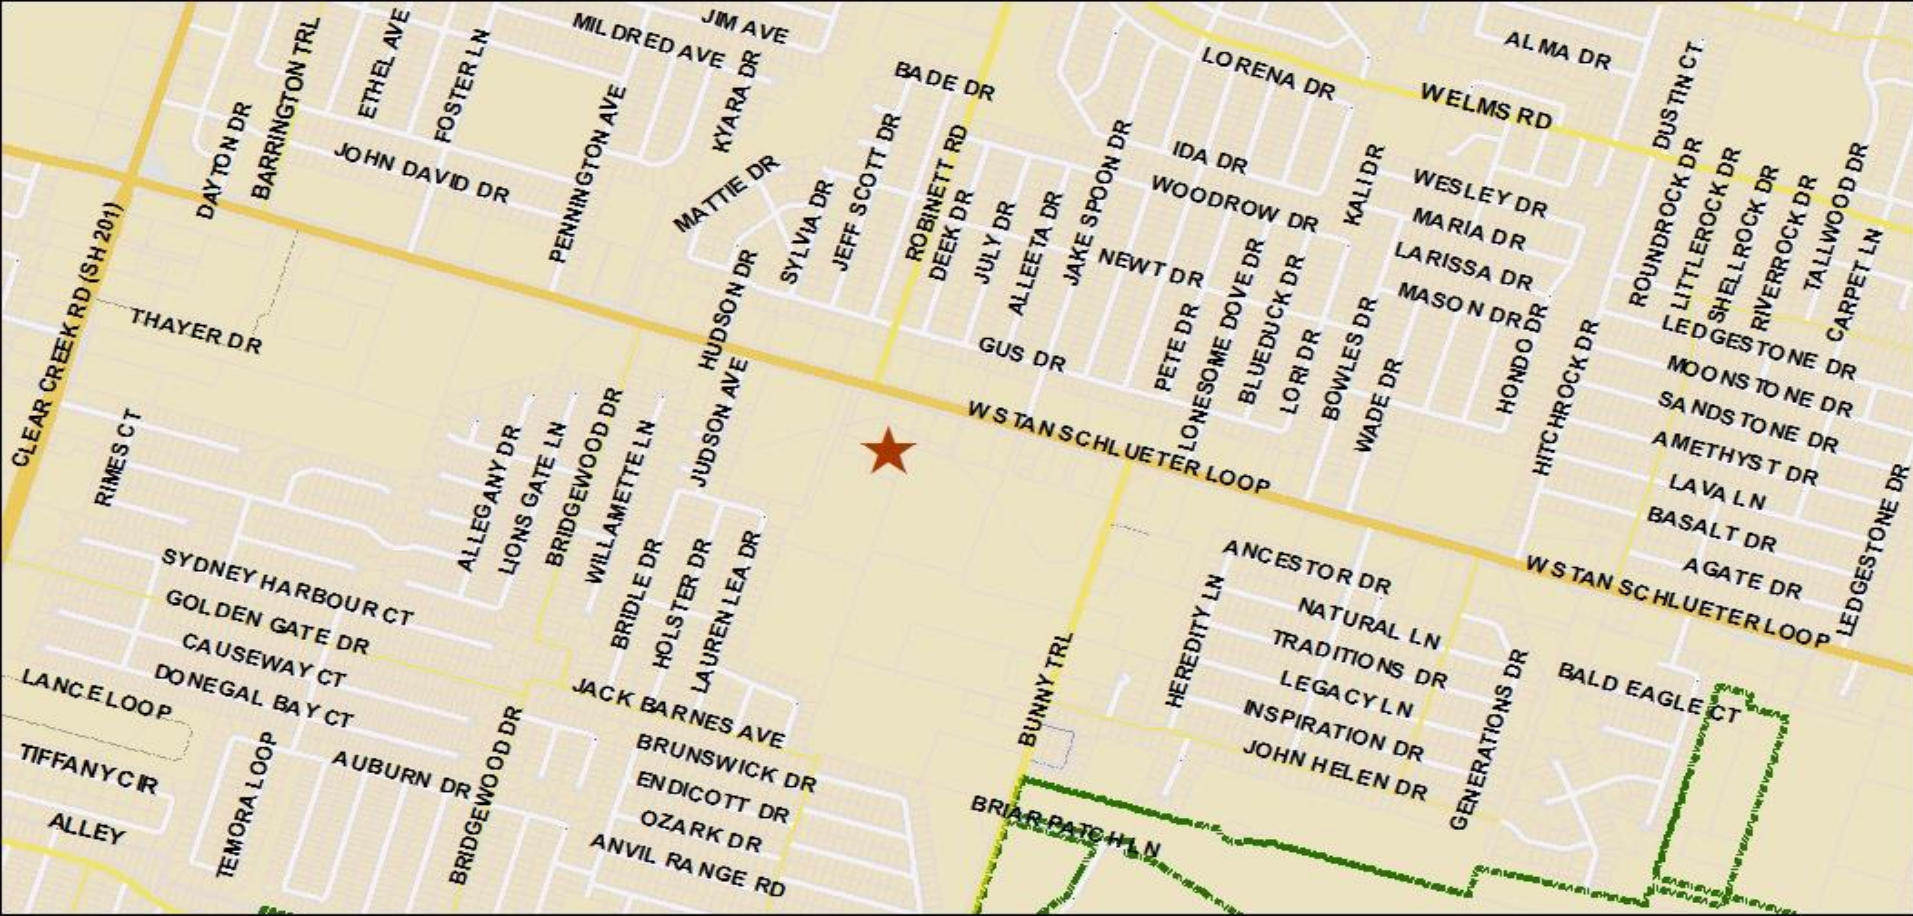 JIM AVE
MILDRED AVE
ETHEL AVE
BARRINGTON TRL
FOSTER LN
KYARA DR
BADE DR
LORENA DR
ALMA DR
WELMS RD
DUSTIN CT
DAYTON DR
PENNINGTON AVE
JOHN DAVID DR
MATTIE DR
SYLVIA DR
JEFF SCOTT DR
ROBINETT RD
DEEK DR
JULY DR
ALLEETA DR
JAKE SPOON DR
IDA DR
WOODROW DR
KALI DR
WESLEY DR
MARIA DR
LARISSA DR
MASON DR
ROUNDROCK DR
LITTLEROCK DR
SHELLROCK DR
RIVERROCK DR
TALLWOOD DR
CARPET LN
CLEAR CREEK RD (SH 201)
THAYER DR
HUDSON DR
NEWT DR
GUS DR
PETE DR
LONESOME DOVE DR
BLUEDUCK DR
LORI DR
BOWLES DR
WADE DR
HONDO DR
HITCHROCK DR
LEDGESTONE DR
MOONSTONE DR
SANDSTONE DR
AMETHYST DR
LAVA LN
BASALT DR
AGATE DR
LEDGESTONE DR
RIMES CT
ALLEGANY DR
LIONS GATE LN
BRIDGEWOOD DR
WILLAMETTE LN
JUDSON AVE
W STAN SCHLUETER LOOP
W STAN SCHLUETER LOOP
BRIDLE DR
HOLSTER DR
LAUREN LEA DR
SYDNEY HARBOUR CT
GOLDEN GATE DR
CAUSEWAY CT
DONEGAL BAY CT
LANCE LOOP
TIFFANY CIR
ALLEY
TEMORA LOOP
AUBURN DR
BRIDGEWOOD DR
JACK BARNES AVE
BRUNSWICK DR
ENDICOTT DR
OZARK DR
ANVIL RANGE RD
BUNNY TRL
BRIAR PATCH LN
HEREDITY LN
ANCESTOR DR
NATURAL LN
TRADITIONS DR
LEGACY LN
INSPIRATION DR
JOHN HELEN DR
GENERATIONS DR
BALD EAGLE CT